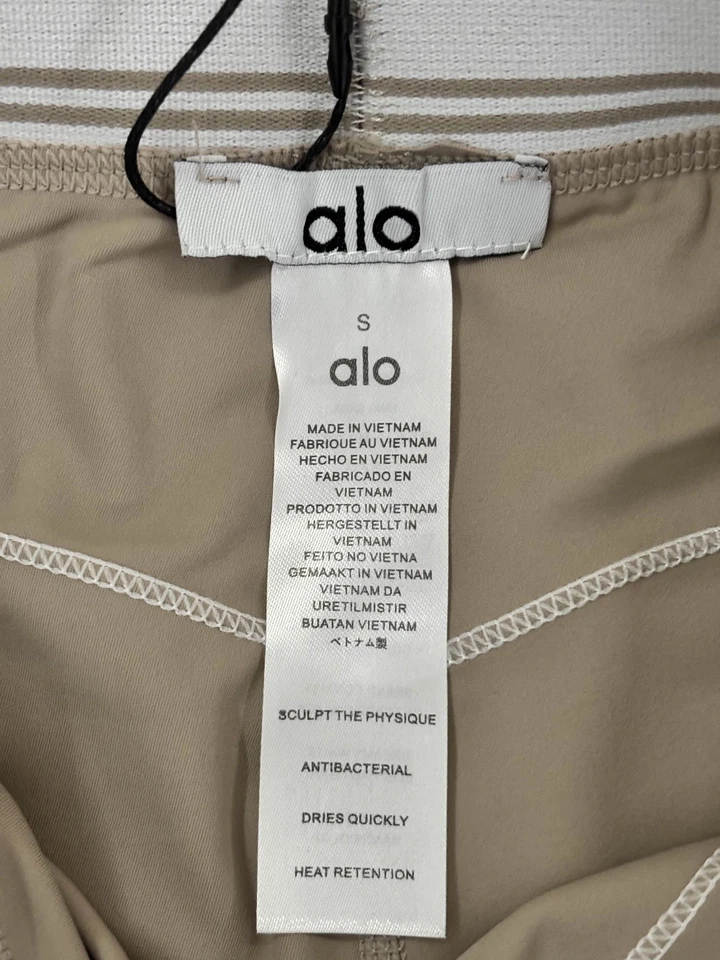 alo
S
alo
MADE IN VIETNAM
FABRIOUE AU VIETNAM
HECHO EN VIETNAM
FABRICADO EN
VIETNAM
PRODOTTO IN VIETNAM
HERGESTELLT IN
VIETNAM
FEITO NO VIETNA
GEMAAKT IN VIETNAM
VIETNAM DA
URETILMISTIR
BUATAN VIETNAM
ベトナム製
SCULPT THE PHYSIQUE
ANTIBACTERIAL
DRIES QUICKLY
HEAT RETENTION